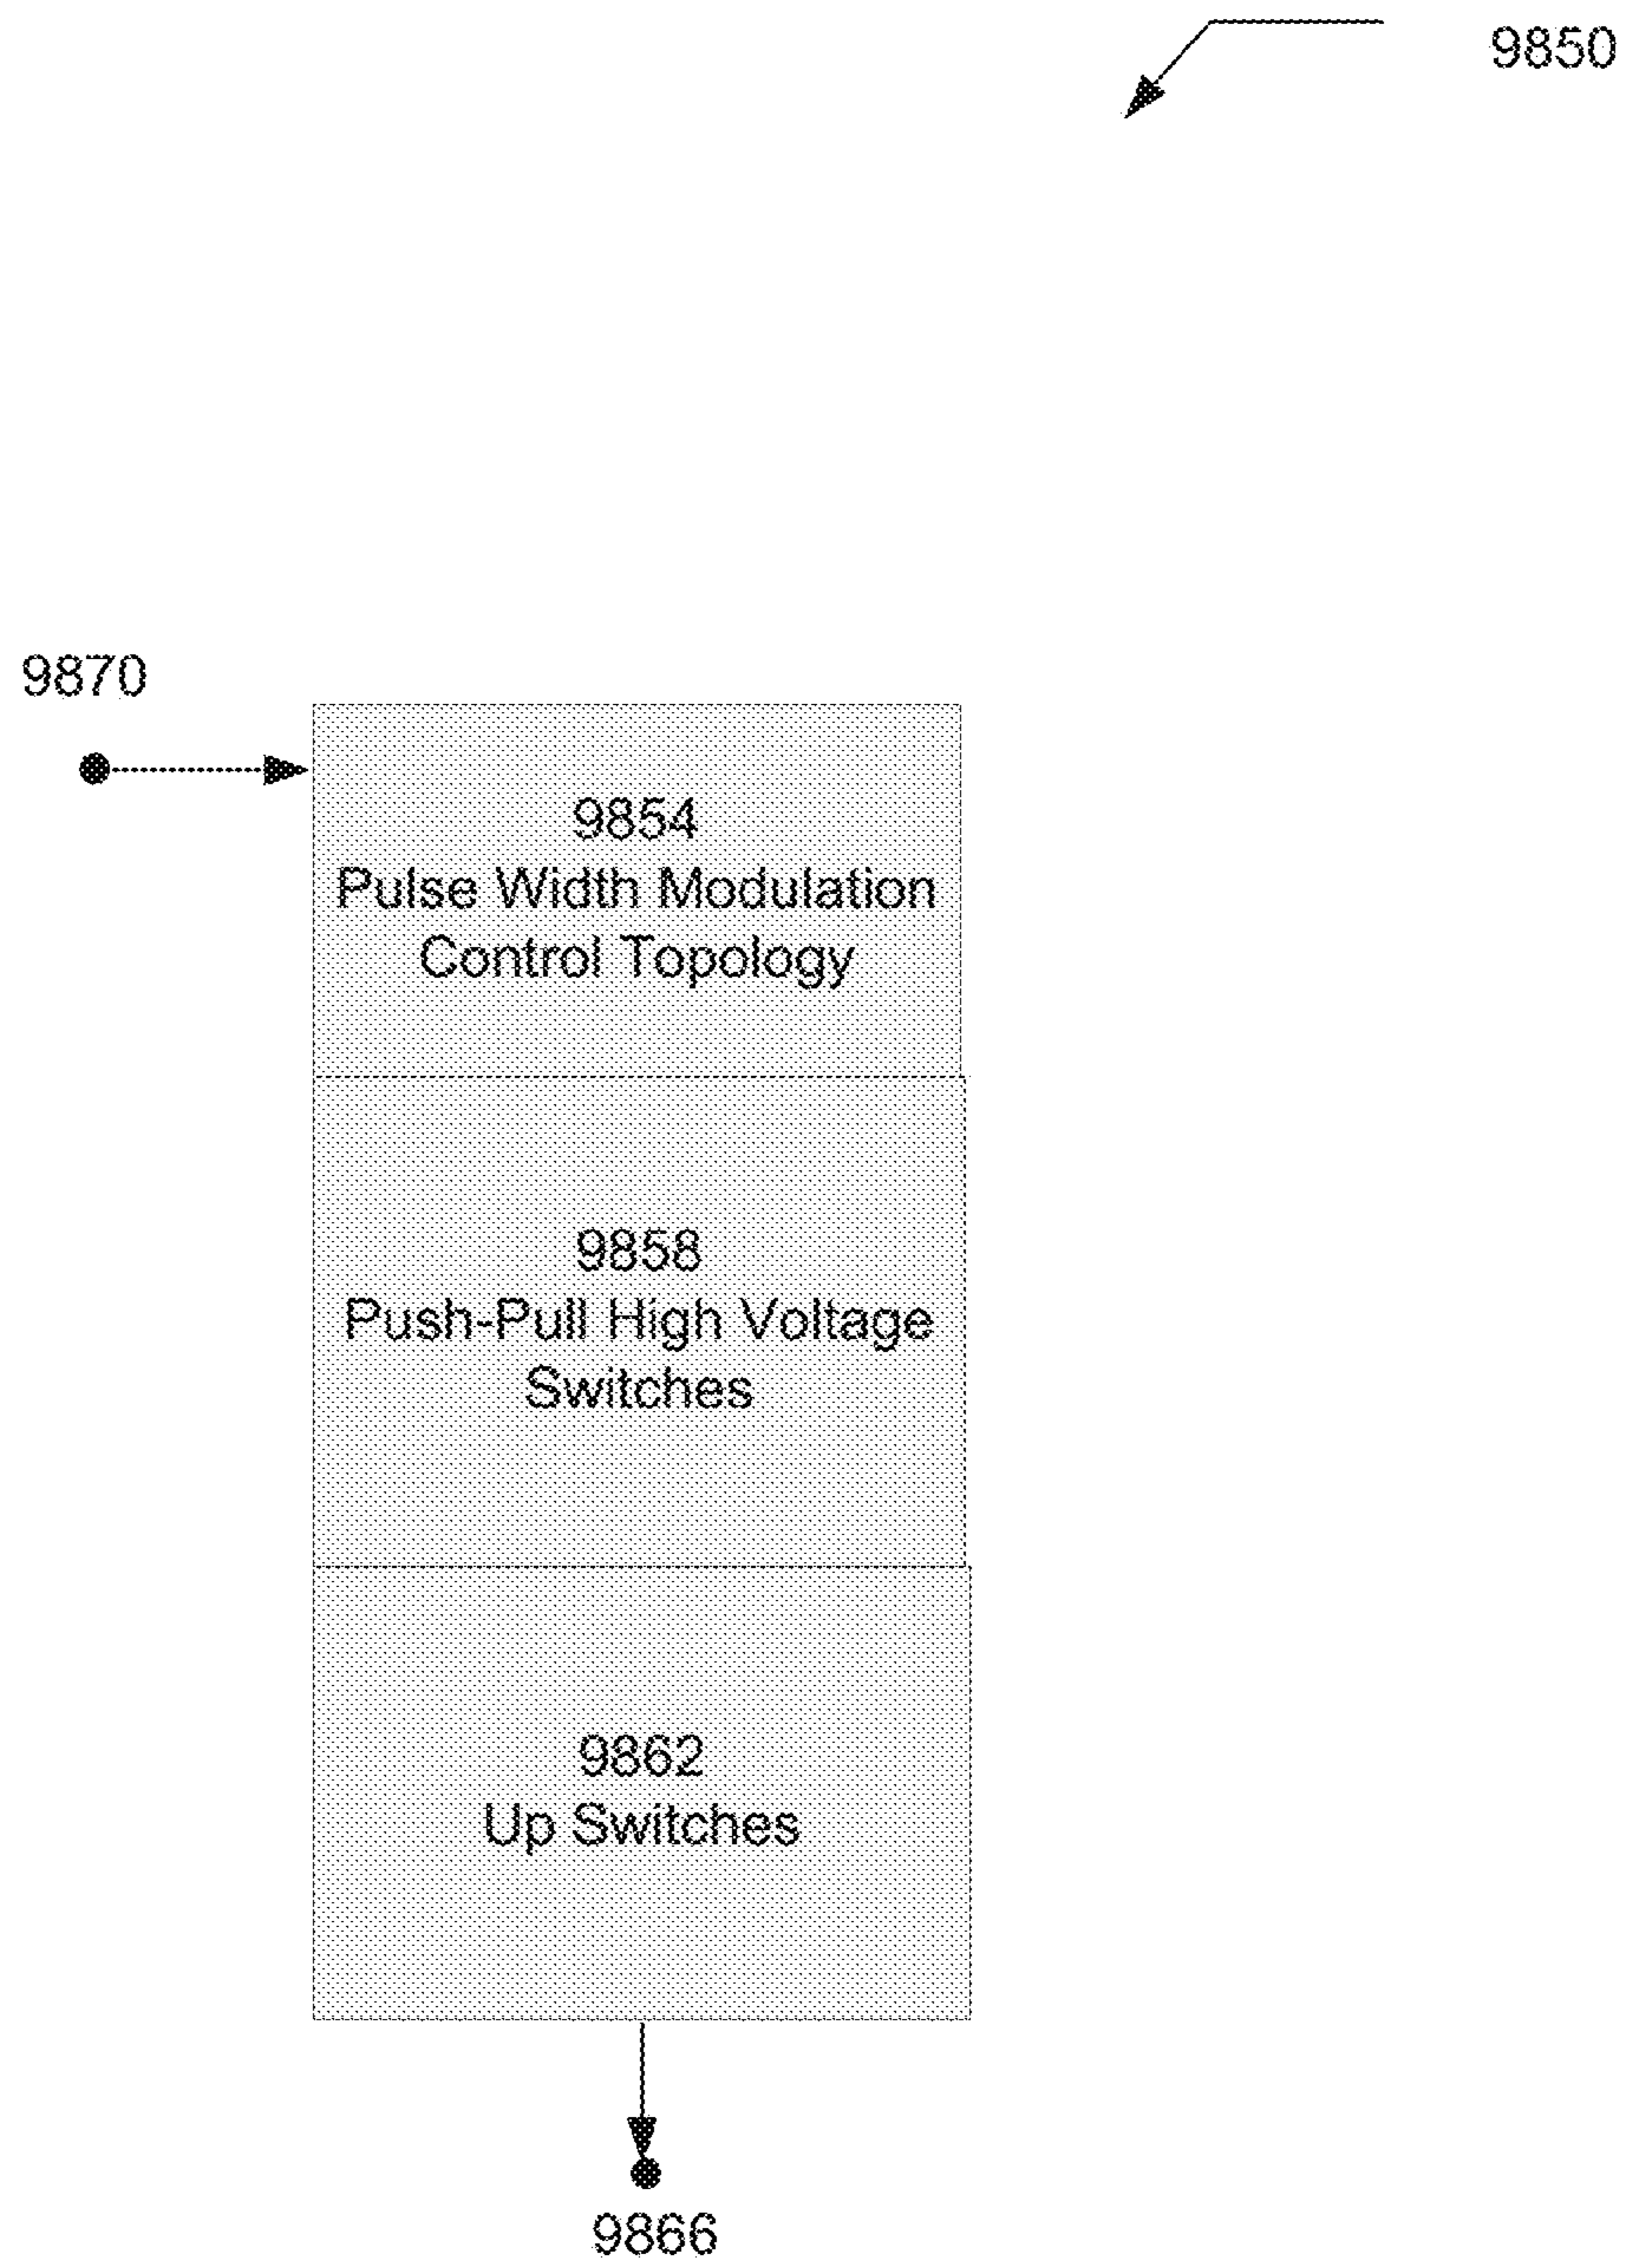 9850
9870
9854
Pulse Width Modulation
Control Topology
9858
Push-Pull High Voltage
Switches
9862
Up Switches
9866